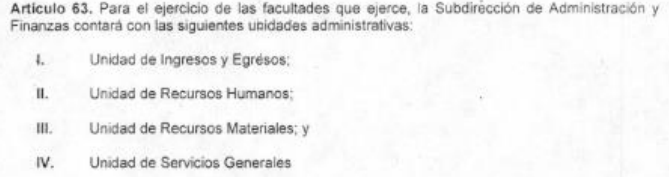 Artículo 63. Para el ejercicio de las facultades que ejerce, la Subdirección de Administración y
Finanzas contará con las siguientes unidades administrativas:
I. Unidad de Ingresos y Egresos;
II. Unidad de Recursos Humanos;
III. Unidad de Recursos Materiales; y
IV. Unidad de Servicios Generales